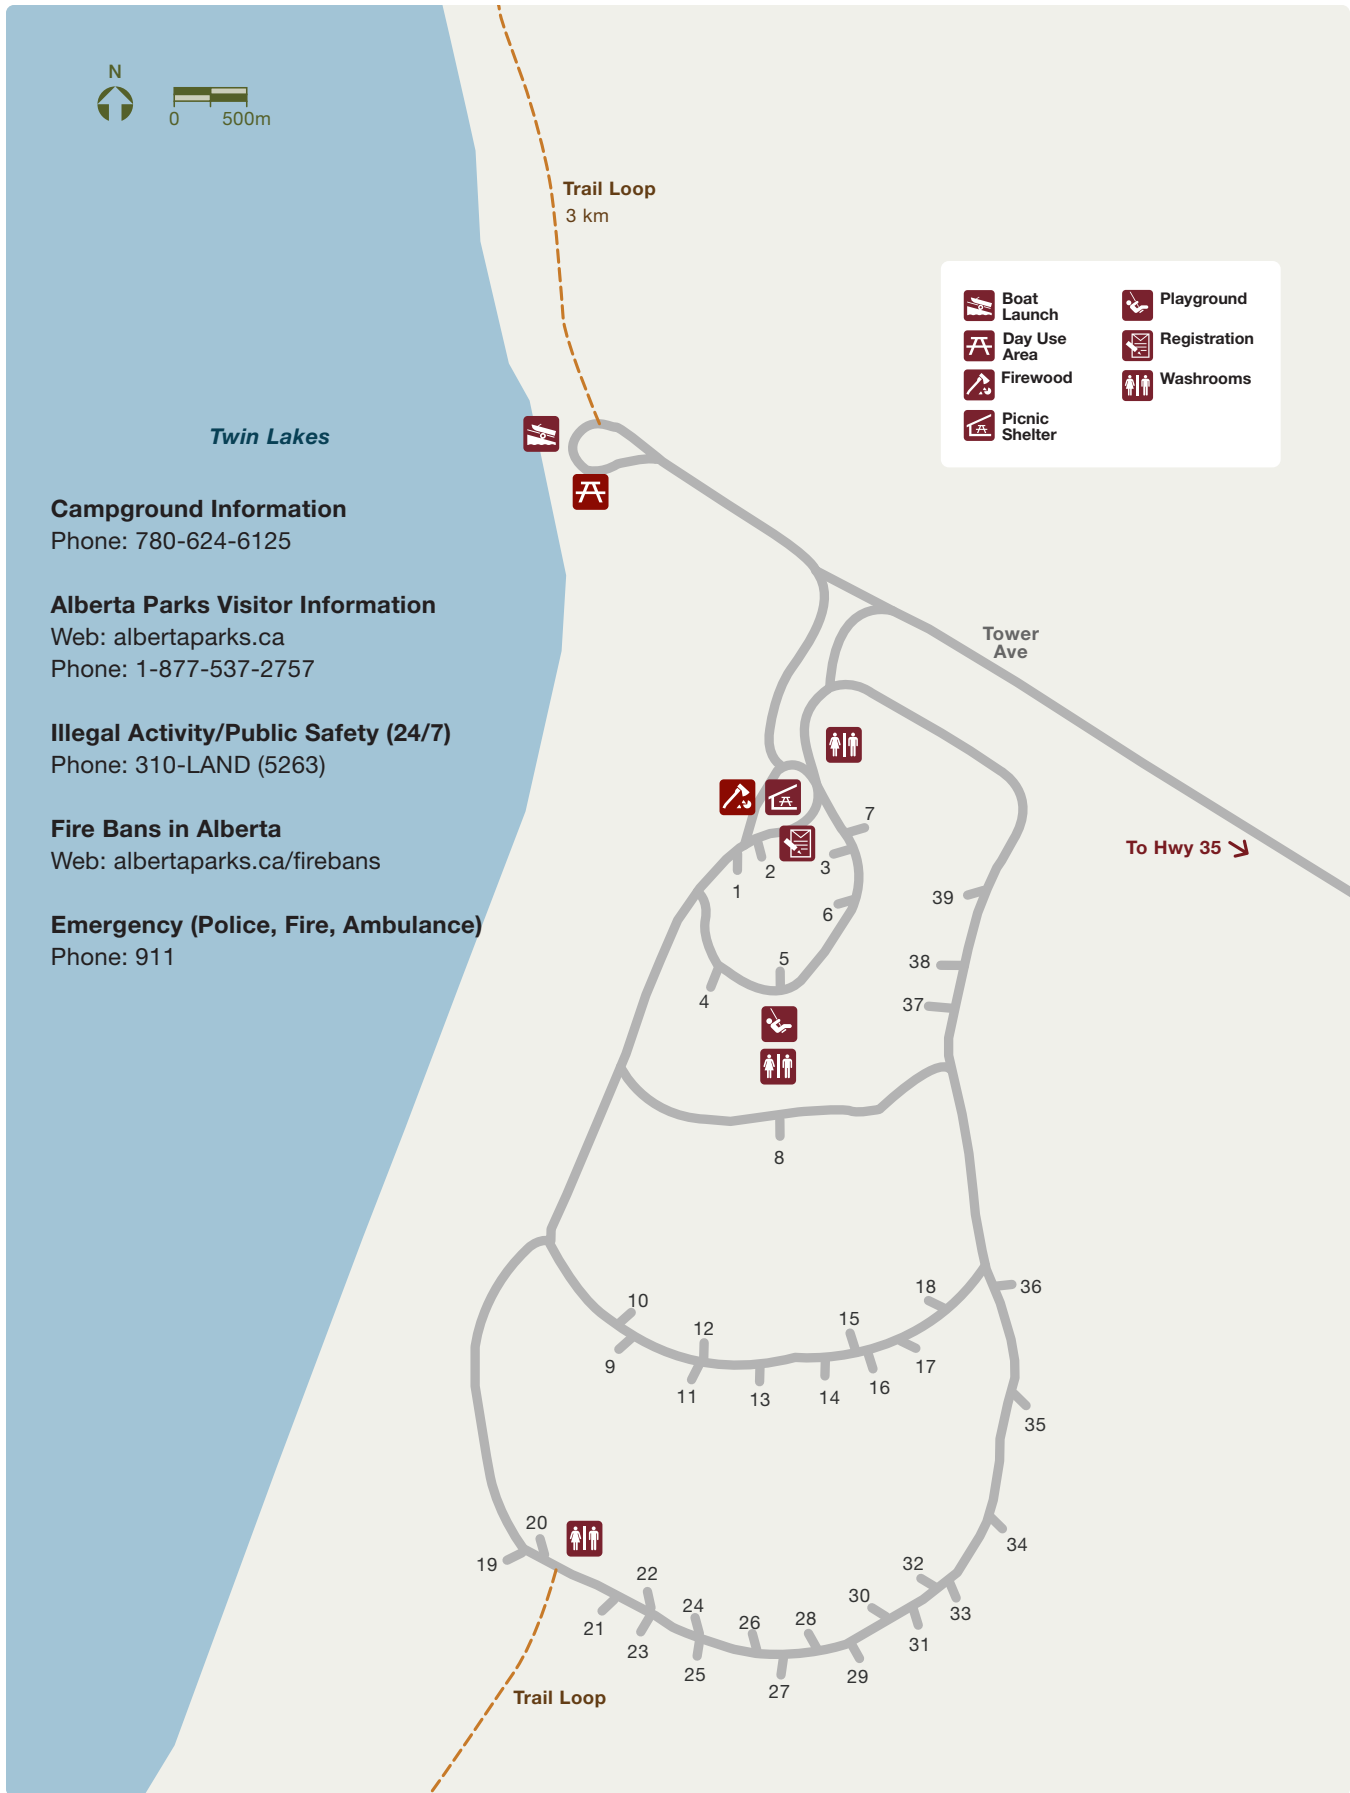 N
0 500m
Trail Loop
3 km
Boat
Launch
Day Use
Area
Firewood
Picnic
Shelter
Playground
Registration
Washrooms
Twin Lakes
Campground Information
Phone: 780-624-6125
Alberta Parks Visitor Information
Web: albertaparks.ca
Phone: 1-877-537-2757
Illegal Activity/Public Safety (24/7)
Phone: 310-LAND (5263)
Fire Bans in Alberta
Web: albertaparks.ca/firebans
Emergency (Police, Fire, Ambulance)
Phone: 911
Tower
Ave
To Hwy 35
7
2
3
1
6
39
5
38
4
37
8
36
18
10
15
12
9
17
16
11
13
14
35
20
34
19
32
22
30
33
24
28
26
21
31
23
25
29
27
Trail Loop